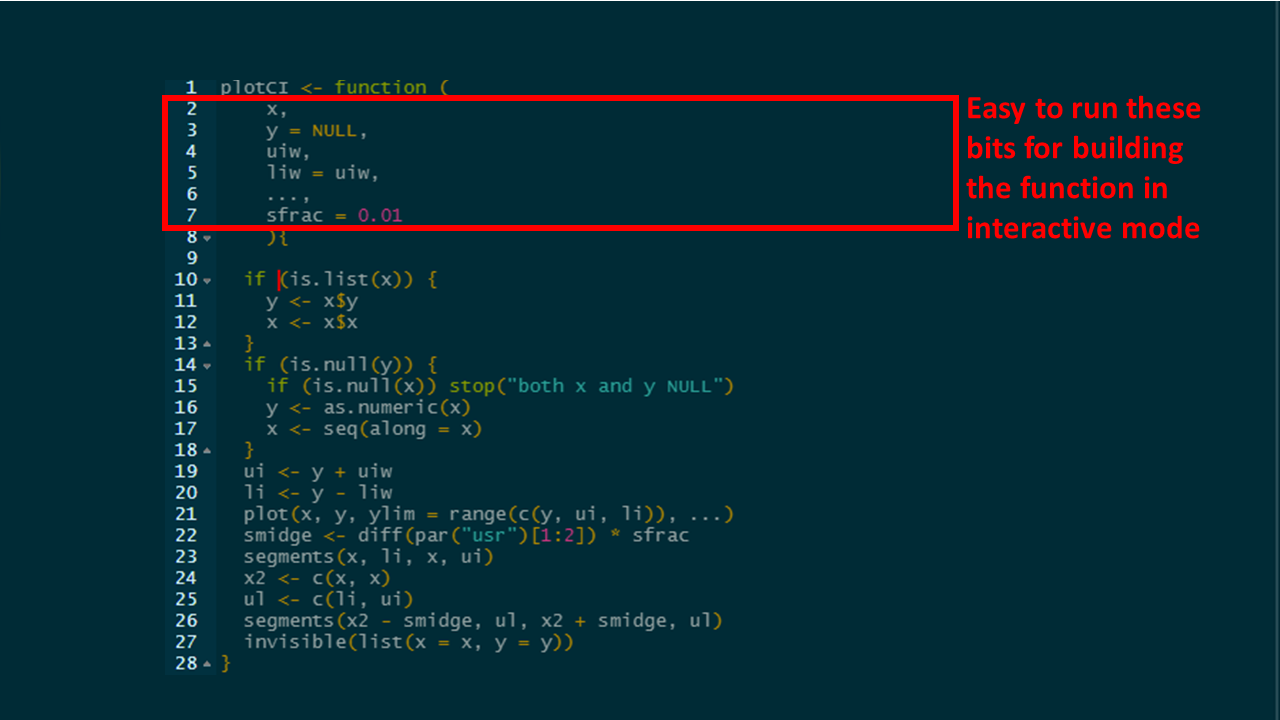 1 plotCI <- function (
2 x,
3 y = NULL,
4 uiw,
5 liw = uiw,
6 ...,
7 sfrac = 0.01
8 ){
9
10 if (is.list(x)) {
11 y <- x$y
12 x <- x$x
13 }
14 if (is.null(y)) {
15 if (is.null(x)) stop("both x and y NULL")
16 y <- as.numeric(x)
17 x <- seq(along = x)
18 }
19 ui <- y + uiw
20 li <- y - liw
21 plot(x, y, ylim = range(c(y, ui, li)), ...)
22 smidge <- diff(par("usr")[1:2]) * sfrac
23 segments(x, li, x, ui)
24 x2 <- c(x, x)
25 ul <- c(li, ui)
26 segments(x2 - smidge, ul, x2 + smidge, ul)
27 invisible(list(x = x, y = y))
28 }
Easy to run these
bits for building
the function in
interactive mode